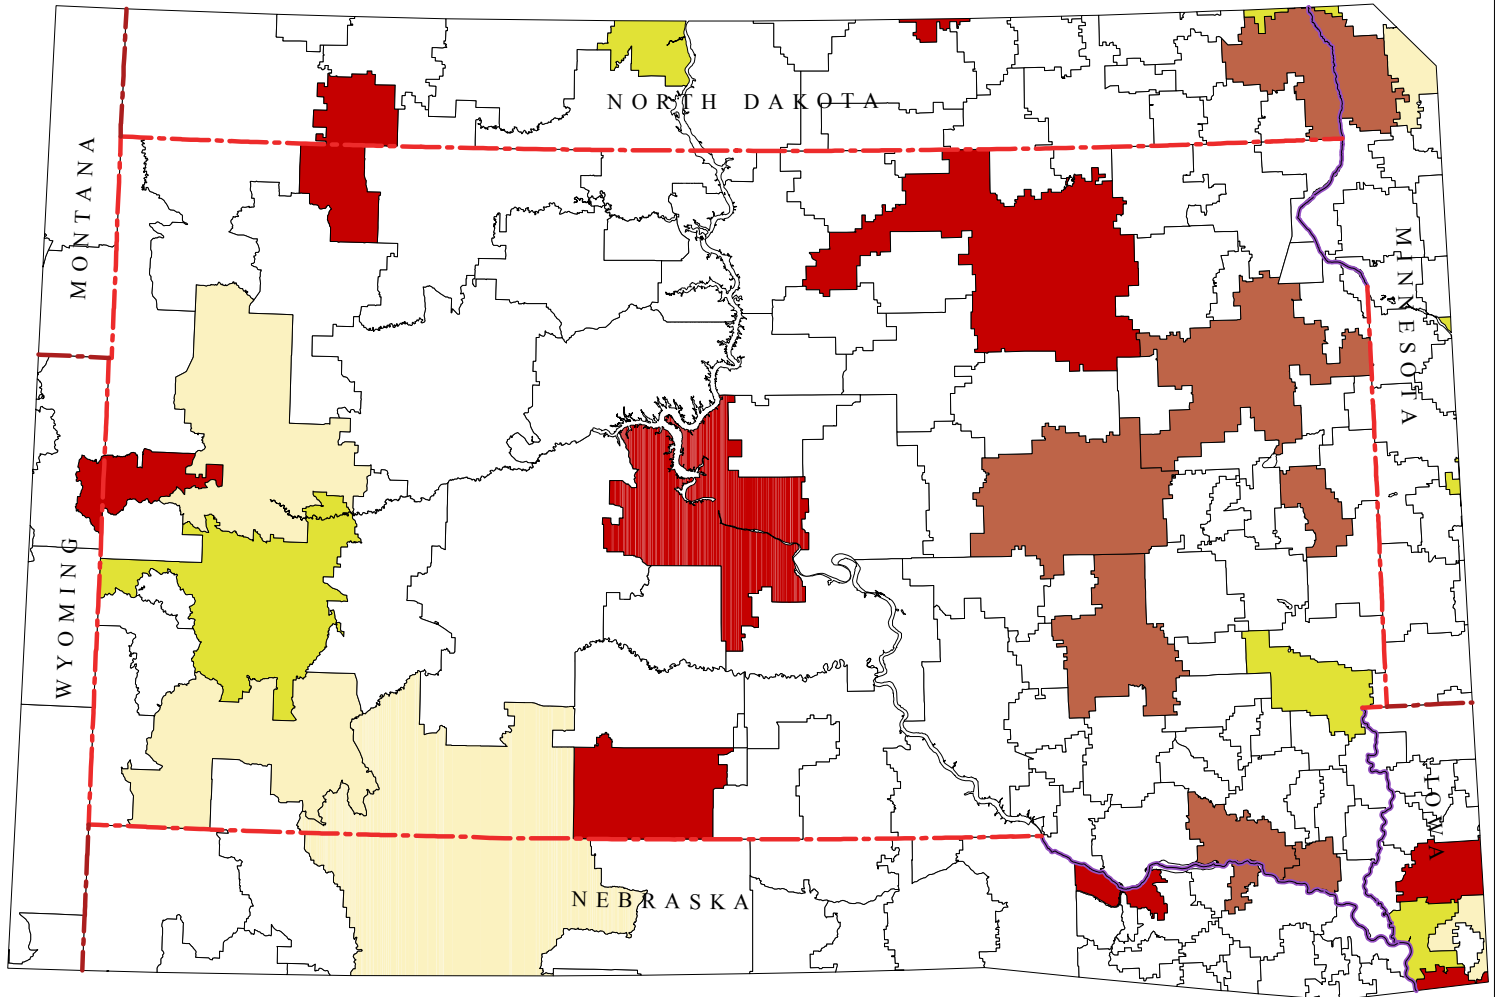 NORTH DAKOTA
MONTANA
MINNESOTA
WYOMING
IOWA
NEBRASKA